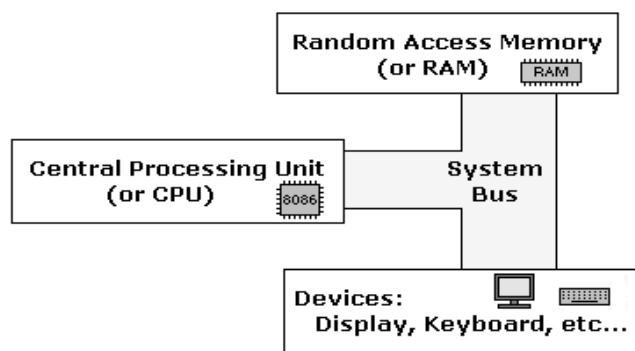 Random Access Memory
(or RAM)
RAM
Central Processing Unit
(or CPU)
8086
System
Bus
Devices:
Display, Keyboard, etc...